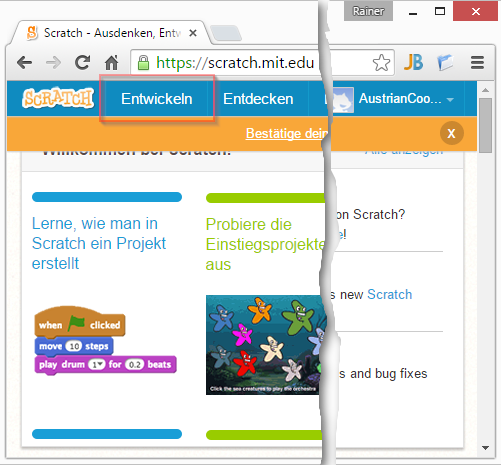 Rainer
Scratch - Ausdenken, Entw
https://scratch.mit.edu
JB
SCRATCH
Entwickeln
Entdecken
AustrianCoo...
Bestätige dein
X
Willkommen bei Scratch!
Alle anzeigen
Lerne, wie man in
Scratch ein Projekt
erstellt
Probiere die
Einstiegsprojekte
aus
on Scratch?
!
s new Scratch
s and bug fixes
when clicked
move 10 steps
play drum 1 for 0.2 beats
Click the sea creatures to play the orchestra